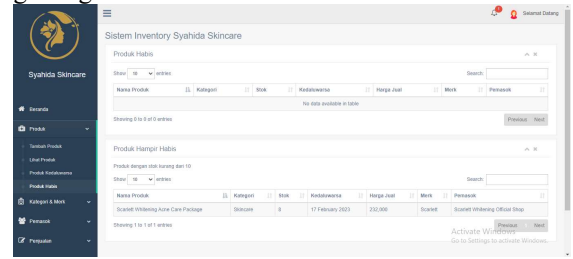 Selamat Datang
Sistem Inventory Syahida Skincare
Syahida Skincare
Beranda
Produk
Tambah Produk
Lihat Produk
Produk Kedaluwarsa
Produk Habis
Kategori & Merk
Pemasok
Penjualan
Produk Habis
Show 10 entries
Search:
Nama Produk Kategori Stok Kedaluwarsa Harga Jual Merk Pemasok
No data available in table
Showing 0 to 0 of 0 entries
Previous Next
Produk Hampir Habis
Produk dengan stok kurang dari 10
Show 10 entries
Search:
Nama Produk Kategori Stok Kedaluwarsa Harga Jual Merk Pemasok
Scarlett Whitening Acne Care Package Skincare 8 17 February 2023 232,000 Scarlett Scarlett Whitening Offcial Shop
Showing 1 to 1 of 1 entries
Previous Next
Activate Windows
Go to Settings to activate Windows.